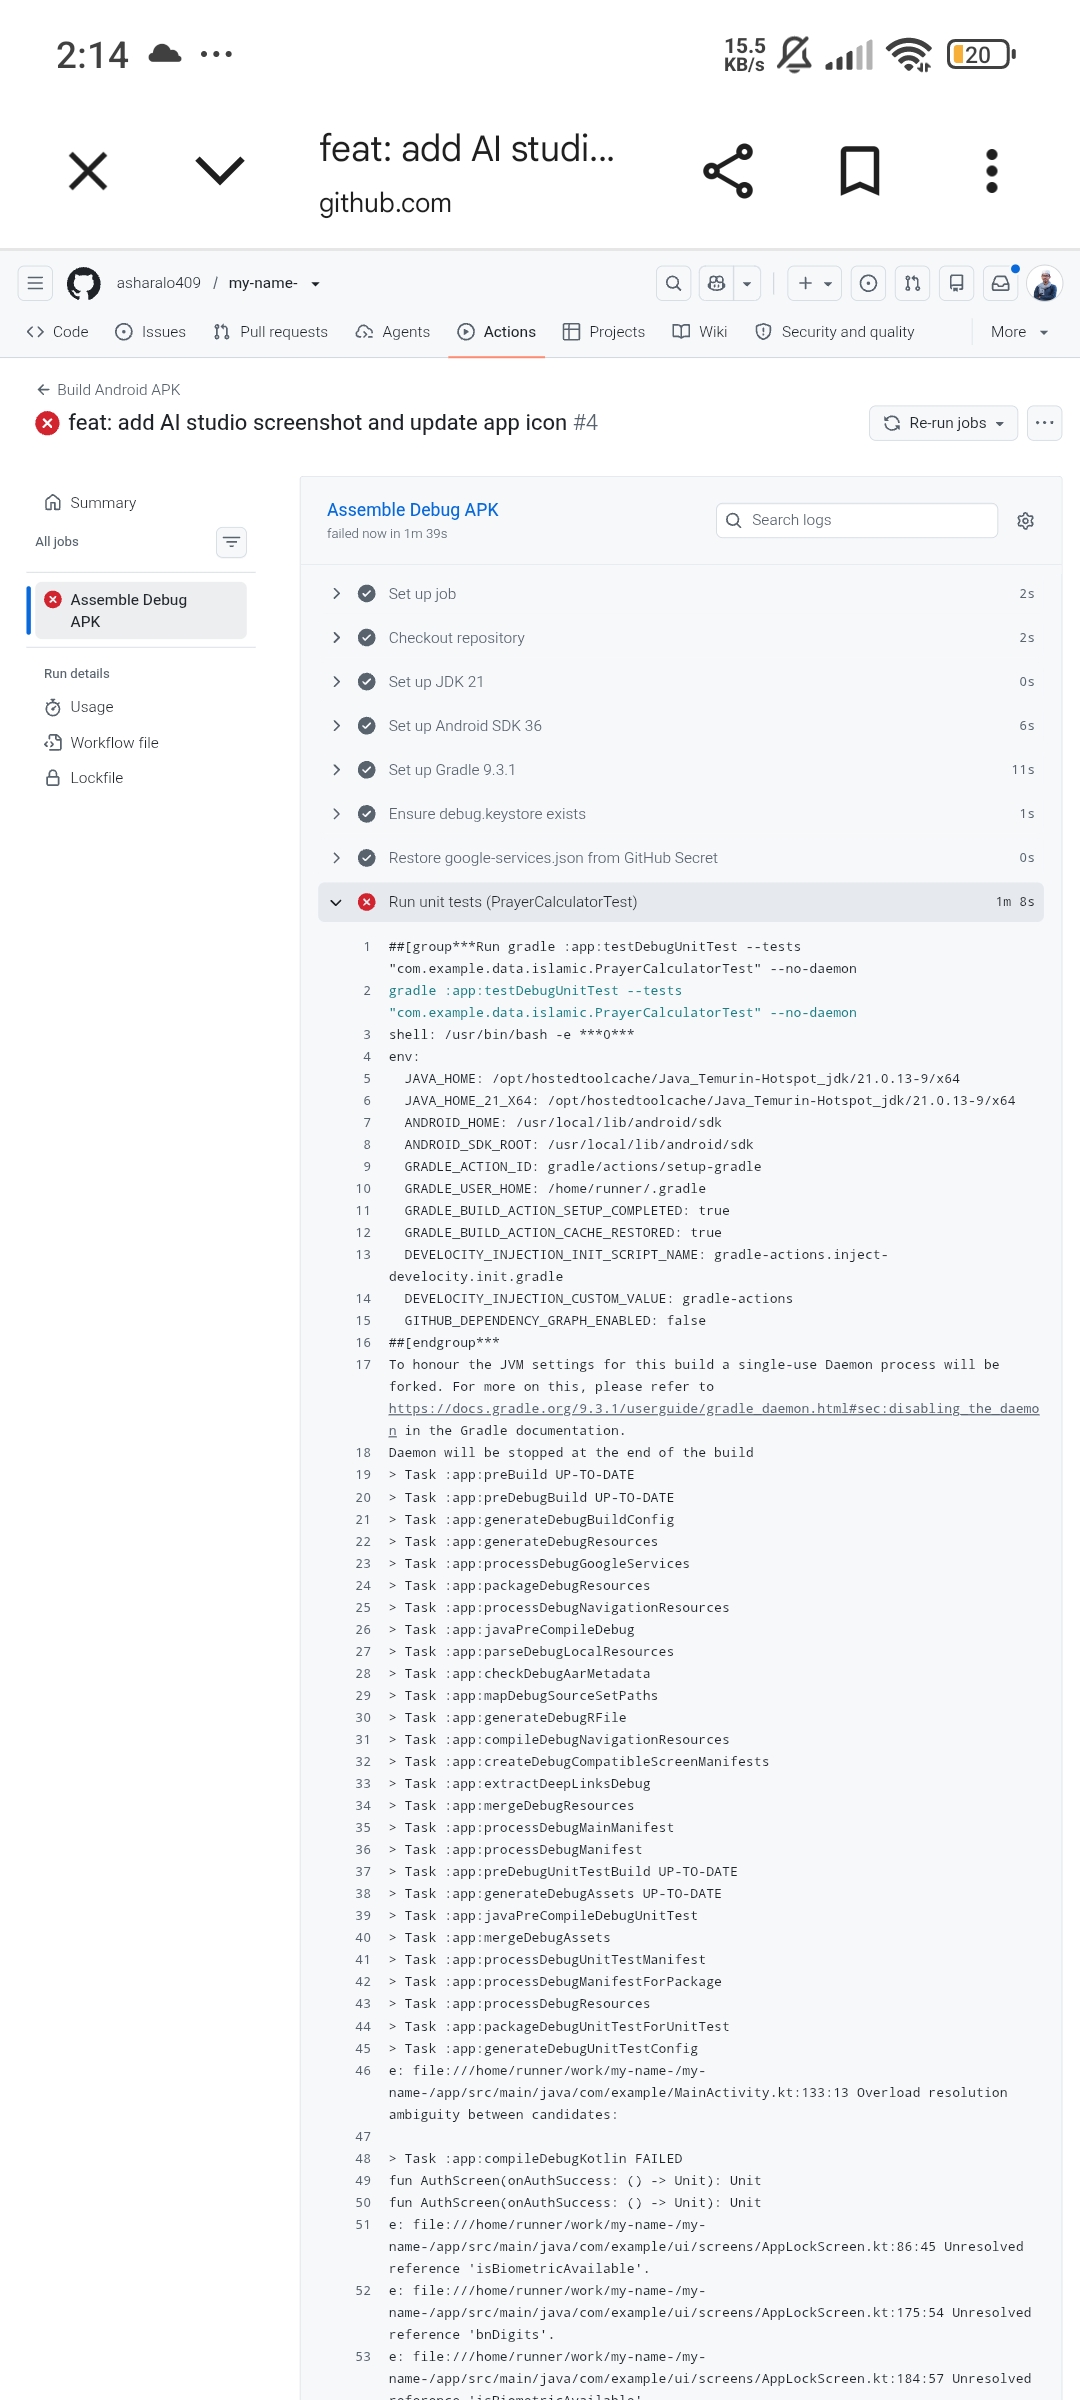 2:14
15.5
KB/s
20
feat: add AI studi...
github.com
asharalo409 / my-name-
Code
Issues
Pull requests
Agents
Actions
Projects
Wiki
Security and quality
More
Build Android APK
feat: add AI studio screenshot and update app icon #4
Re-run jobs
Summary
All jobs
Assemble Debug
APK
Run details
Usage
Workflow file
Lockfile
Assemble Debug APK
failed now in 1m 39s
Search logs
Set up job 2s
Checkout repository 2s
Set up JDK 21 0s
Set up Android SDK 36 6s
Set up Gradle 9.3.1 11s
Ensure debug.keystore exists 1s
Restore google-services.json from GitHub Secret 0s
Run unit tests (PrayerCalculatorTest) 1m 8s
1 ##[group***Run gradle :app:testDebugUnitTest --tests
"com.example.data.islamic.PrayerCalculatorTest" --no-daemon
2 gradle :app:testDebugUnitTest --tests
"com.example.data.islamic.PrayerCalculatorTest" --no-daemon
3 shell: /usr/bin/bash -e ***0***
4 env:
5 JAVA_HOME: /opt/hostedtoolcache/Java_Temurin-Hotspot_jdk/21.0.13-9/x64
6 JAVA_HOME_21_X64: /opt/hostedtoolcache/Java_Temurin-Hotspot_jdk/21.0.13-9/x64
7 ANDROID_HOME: /usr/local/lib/android/sdk
8 ANDROID_SDK_ROOT: /usr/local/lib/android/sdk
9 GRADLE_ACTION_ID: gradle/actions/setup-gradle
10 GRADLE_USER_HOME: /home/runner/.gradle
11 GRADLE_BUILD_ACTION_SETUP_COMPLETED: true
12 GRADLE_BUILD_ACTION_CACHE_RESTORED: true
13 DEVELOCITY_INJECTION_INIT_SCRIPT_NAME: gradle-actions.inject-
develocity.init.gradle
14 DEVELOCITY_INJECTION_CUSTOM_VALUE: gradle-actions
15 GITHUB_DEPENDENCY_GRAPH_ENABLED: false
16 ##[endgroup***
17 To honour the JVM settings for this build a single-use Daemon process will be
forked. For more on this, please refer to
https://docs.gradle.org/9.3.1/userguide/gradle_daemon.html#sec:disabling_the_daemo
n in the Gradle documentation.
18 Daemon will be stopped at the end of the build
19 > Task :app:preBuild UP-TO-DATE
20 > Task :app:preDebugBuild UP-TO-DATE
21 > Task :app:generateDebugBuildConfig
22 > Task :app:generateDebugResources
23 > Task :app:processDebugGoogleServices
24 > Task :app:packageDebugResources
25 > Task :app:processDebugNavigationResources
26 > Task :app:javaPreCompileDebug
27 > Task :app:parseDebugLocalResources
28 > Task :app:checkDebugAarMetadata
29 > Task :app:mapDebugSourceSetPaths
30 > Task :app:generateDebugRFile
31 > Task :app:compileDebugNavigationResources
32 > Task :app:createDebugCompatibleScreenManifests
33 > Task :app:extractDeepLinksDebug
34 > Task :app:mergeDebugResources
35 > Task :app:processDebugMainManifest
36 > Task :app:processDebugManifest
37 > Task :app:preDebugUnitTestBuild UP-TO-DATE
38 > Task :app:generateDebugAssets UP-TO-DATE
39 > Task :app:javaPreCompileDebugUnitTest
40 > Task :app:mergeDebugAssets
41 > Task :app:processDebugUnitTestManifest
42 > Task :app:processDebugManifestForPackage
43 > Task :app:processDebugResources
44 > Task :app:packageDebugUnitTestForUnitTest
45 > Task :app:generateDebugUnitTestConfig
46 e: file:///home/runner/work/my-name-/my-
name-/app/src/main/java/com/example/MainActivity.kt:133:13 Overload resolution
ambiguity between candidates:
47
48 > Task :app:compileDebugKotlin FAILED
49 fun AuthScreen(onAuthSuccess: () -> Unit): Unit
50 fun AuthScreen(onAuthSuccess: () -> Unit): Unit
51 e: file:///home/runner/work/my-name-/my-
name-/app/src/main/java/com/example/ui/screens/AppLockScreen.kt:86:45 Unresolved
reference 'isBiometricAvailable'.
52 e: file:///home/runner/work/my-name-/my-
name-/app/src/main/java/com/example/ui/screens/AppLockScreen.kt:175:54 Unresolved
reference 'bnDigits'.
53 e: file:///home/runner/work/my-name-/my-
name-/app/src/main/java/com/example/ui/screens/AppLockScreen.kt:184:57 Unresolved
reference 'isBiometricAvailable'